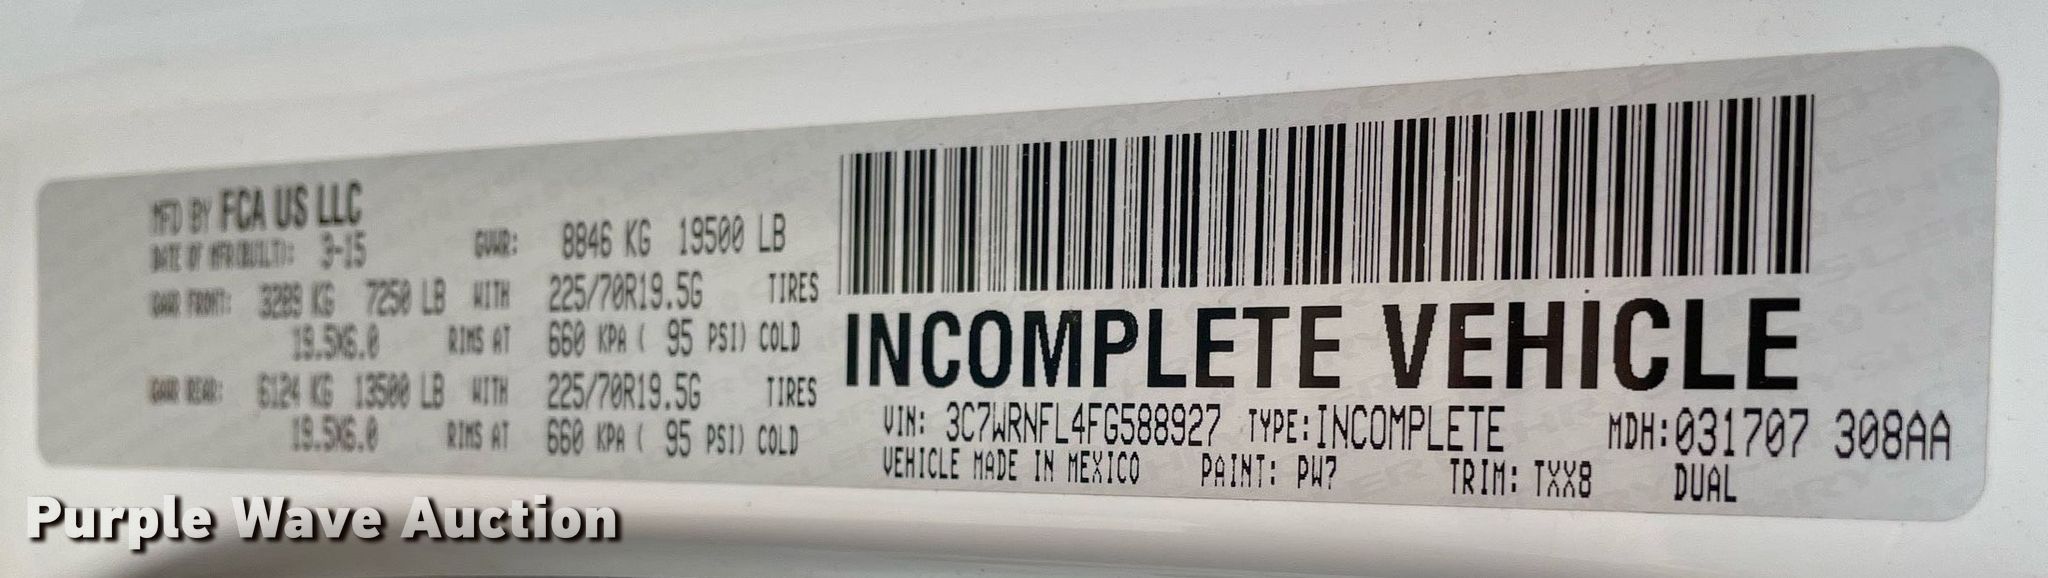 MFD BY FCA US LLC
DATE OF MFR(BUILT): 3-15 GVWR: 8846 KG 19500 LB
GAWR FRONT: 3289 KG 7250 LB WITH 225/70R19.5G TIRES
19.5X6.0 RIMS AT 660 KPA ( 95 PSI) COLD
GAWR REAR: 6124 KG 13500 LB WITH 225/70R19.5G TIRES
19.5X6.0 RIMS AT 660 KPA ( 95 PSI) COLD
INCOMPLETE VEHICLE
VIN: 3C7WRNFL4FG588927 TYPE: INCOMPLETE MDH: 031707 308AA
VEHICLE MADE IN MEXICO PAINT: PW7 TRIM: TXX8 DUAL
Purple Wave Auction